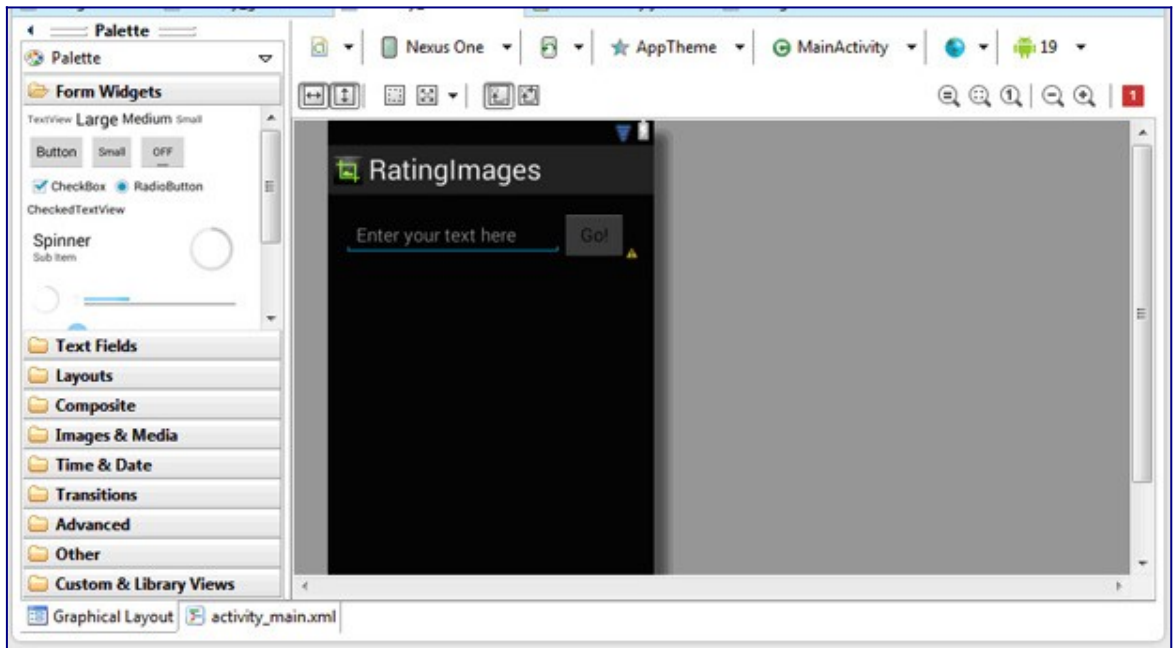 Palette
Palette
Nexus One
AppTheme
MainActivity
19
Form Widgets
1
TextView Large Medium Small
Button Small OFF
CheckBox RadioButton
CheckedTextView
Spinner
Sub Item
RatingImages
Enter your text here Go!
Text Fields
Layouts
Composite
Images & Media
Time & Date
Transitions
Advanced
Other
Custom & Library Views
Graphical Layout activity_main.xml